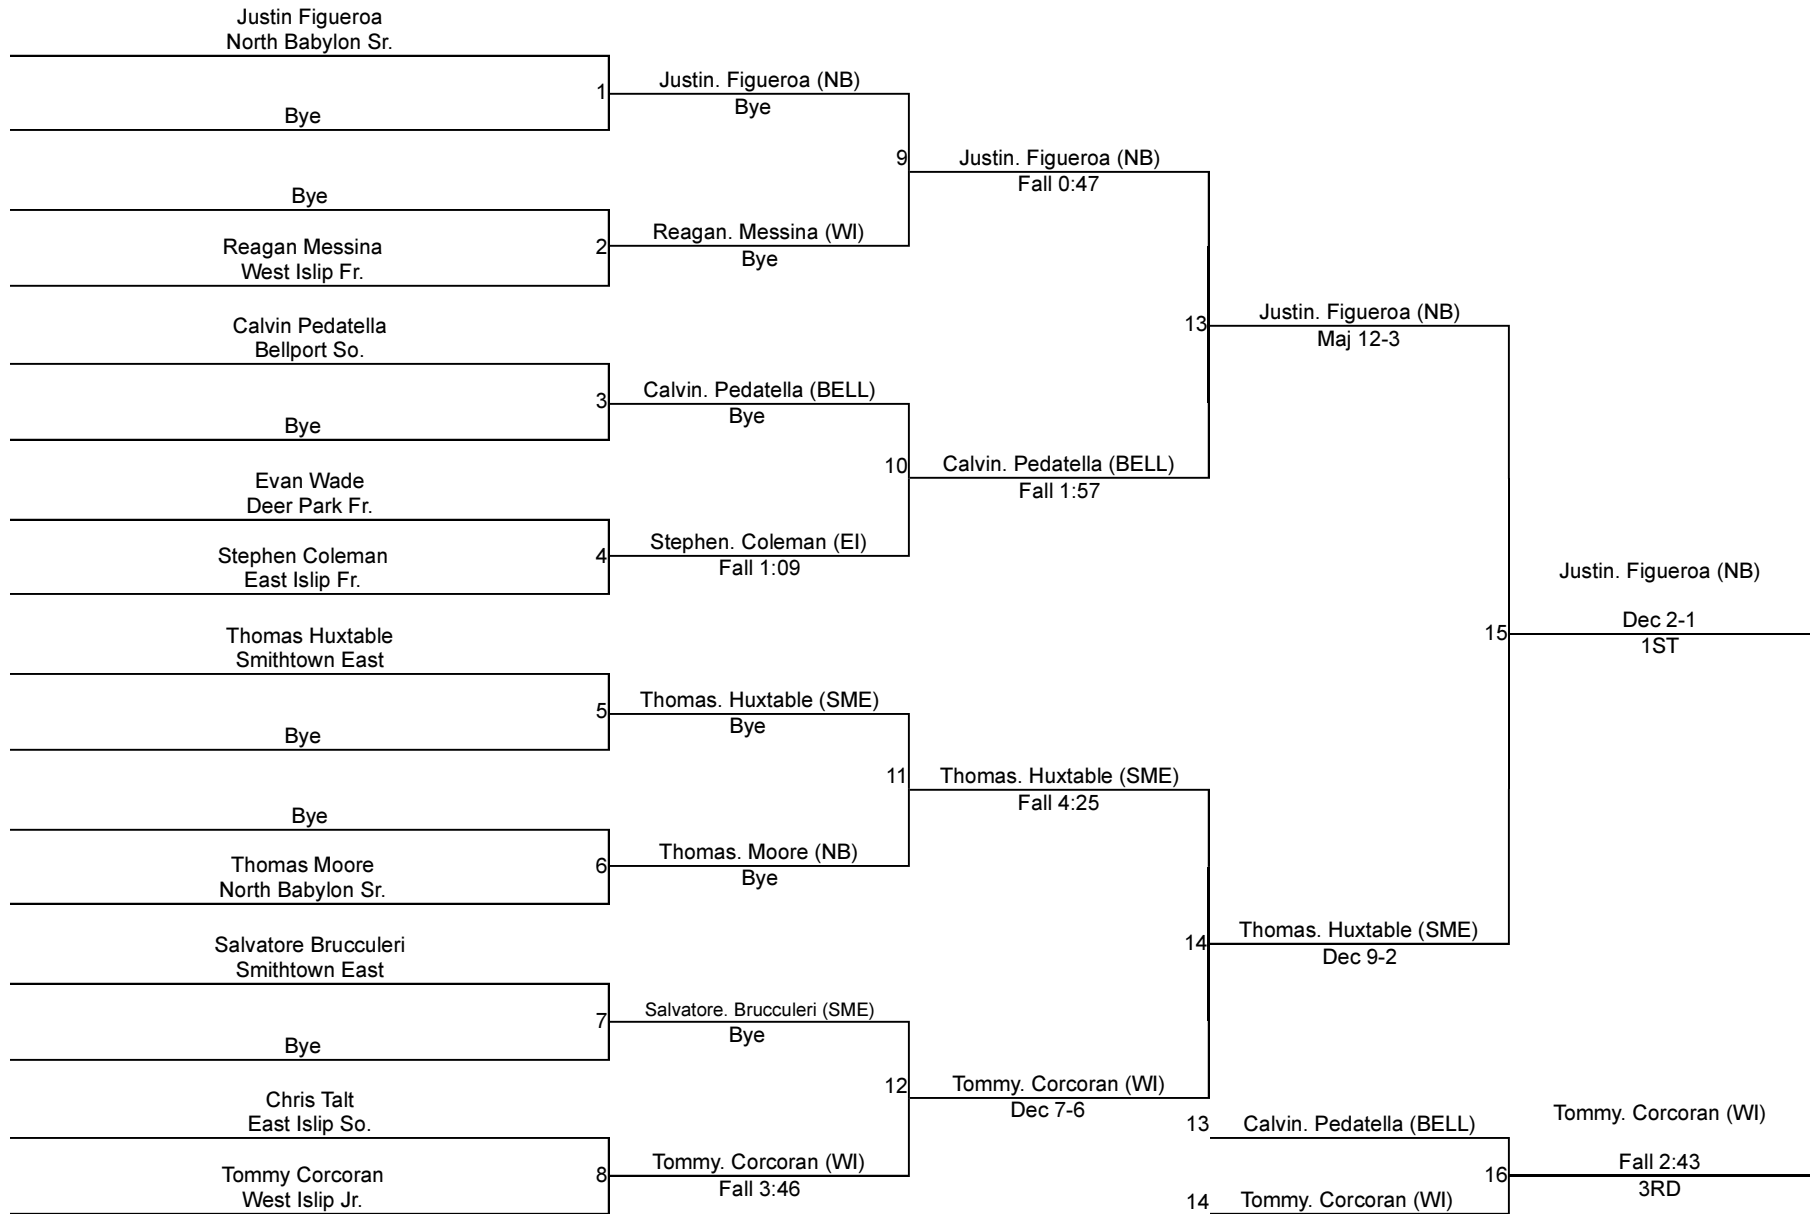 Justin Figueroa
North Babylon Sr.
1
Bye
Bye
2
Reagan Messina
West Islip Fr.
Calvin Pedatella
Bellport So.
3
Bye
Evan Wade
Deer Park Fr.
4
Stephen Coleman
East Islip Fr.
Thomas Huxtable
Smithtown East
5
Bye
Bye
6
Thomas Moore
North Babylon Sr.
Salvatore Brucculeri
Smithtown East
7
Bye
Chris Talt
East Islip So.
8
Tommy Corcoran
West Islip Jr.
Justin. Figueroa (NB)
Bye
9
Reagan. Messina (WI)
Bye
Calvin. Pedatella (BELL)
Bye
10
Stephen. Coleman (EI)
Fall 1:09
Thomas. Huxtable (SME)
Bye
11
Thomas. Moore (NB)
Bye
Salvatore. Brucculeri (SME)
Bye
12
Tommy. Corcoran (WI)
Fall 3:46
Justin. Figueroa (NB)
Fall 0:47
13
Calvin. Pedatella (BELL)
Fall 1:57
Thomas. Huxtable (SME)
Fall 4:25
14
Tommy. Corcoran (WI)
Dec 7-6
Justin. Figueroa (NB)
Maj 12-3
15
Thomas. Huxtable (SME)
Dec 9-2
Justin. Figueroa (NB)
Dec 2-1
1ST
13 Calvin. Pedatella (BELL)
16
14 Tommy. Corcoran (WI)
Tommy. Corcoran (WI)
Fall 2:43
3RD